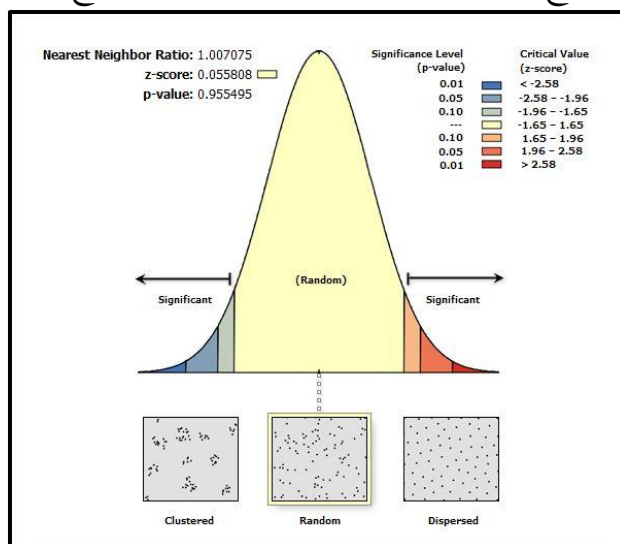 Nearest Neighbor Ratio: 1.007075
z-score: 0.055808
p-value: 0.955495
Significance Level
(p-value)
Critical Value
(z-score)
0.01 < -2.58
0.05 -2.58 – -1.96
0.10 -1.96 – -1.65
--- -1.65 – 1.65
0.10 1.65 – 1.96
0.05 1.96 – 2.58
0.01 > 2.58
(Random)
Significant Significant
Clustered Random Dispersed